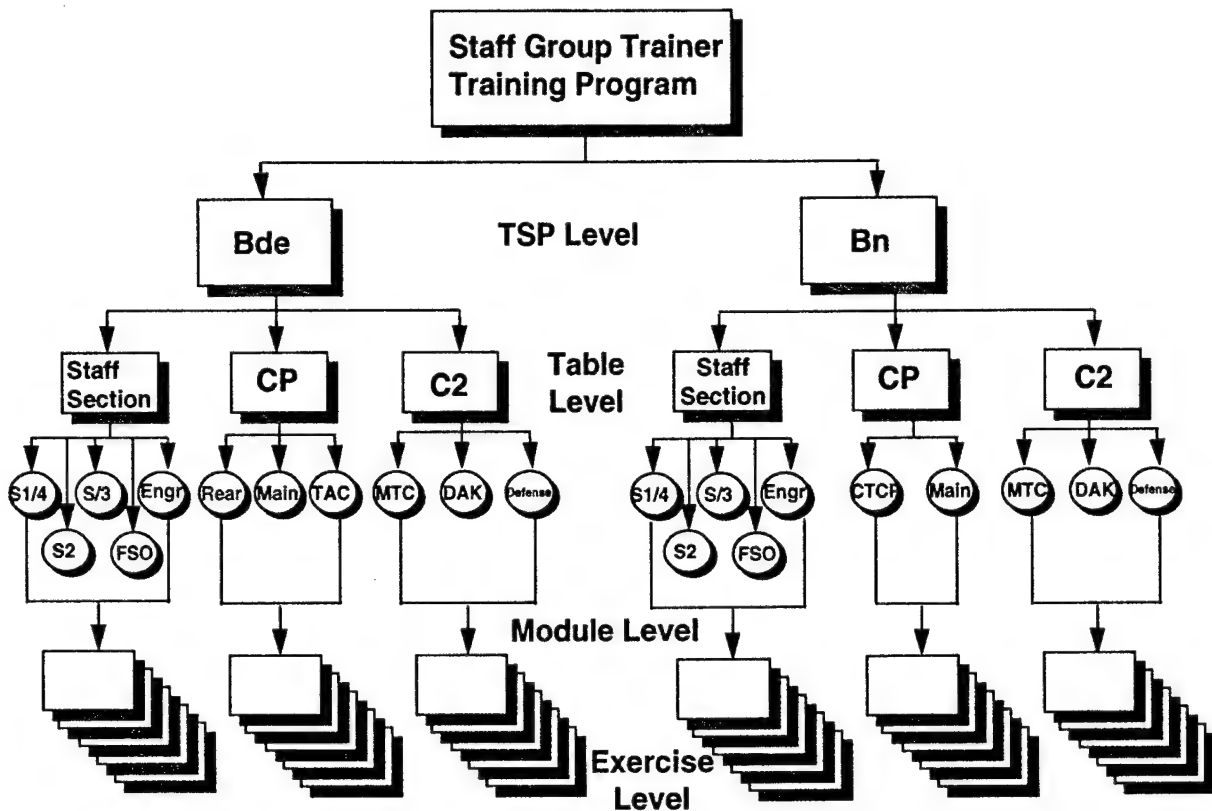 Staff Group Trainer
Training Program
Bde
TSP Level
Bn
Staff
Section
CP
C2
Table
Level
Staff
Section
CP
C2
S1/4
S/3
Engr
Rear
Main
TAC
MTC
DAK
Defense
S1/4
S/3
Engr
CTCP
Main
MTC
DAK
Defense
S2
FSO
S2
FSO
Module Level
Exercise
Level